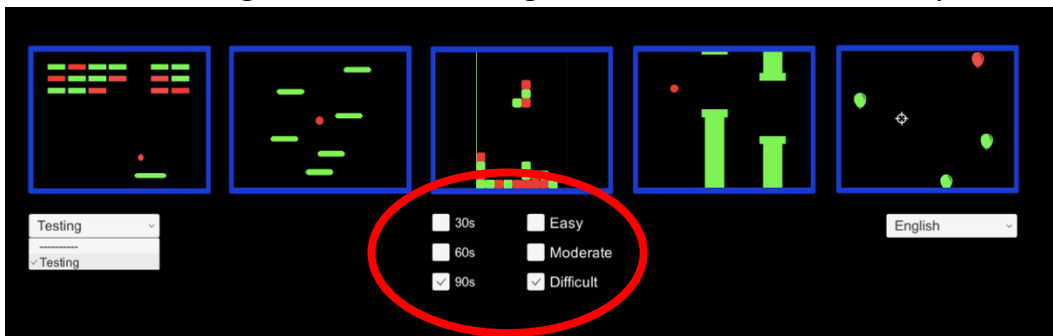 Testing
----------
Testing
30s
Easy
60s
Moderate
90s
Difficult
English